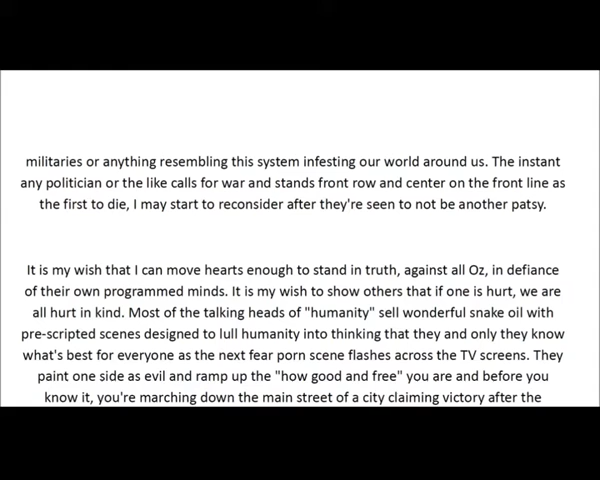 militaries or anything resembling this system infesting our world around us. The instant
any politician or the like calls for war and stands front row and center on the front line as
the first to die, I may start to reconsider after they're seen to not be another patsy.
It is my wish that I can move hearts enough to stand in truth, against all Oz, in defiance
of their own programmed minds. It is my wish to show others that if one is hurt, we are
all hurt in kind. Most of the talking heads of "humanity" sell wonderful snake oil with
pre-scripted scenes designed to lull humanity into thinking that they and only they know
what's best for everyone as the next fear porn scene flashes across the TV screens. They
paint one side as evil and ramp up the "how good and free" you are and before you
know it, you're marching down the main street of a city claiming victory after the